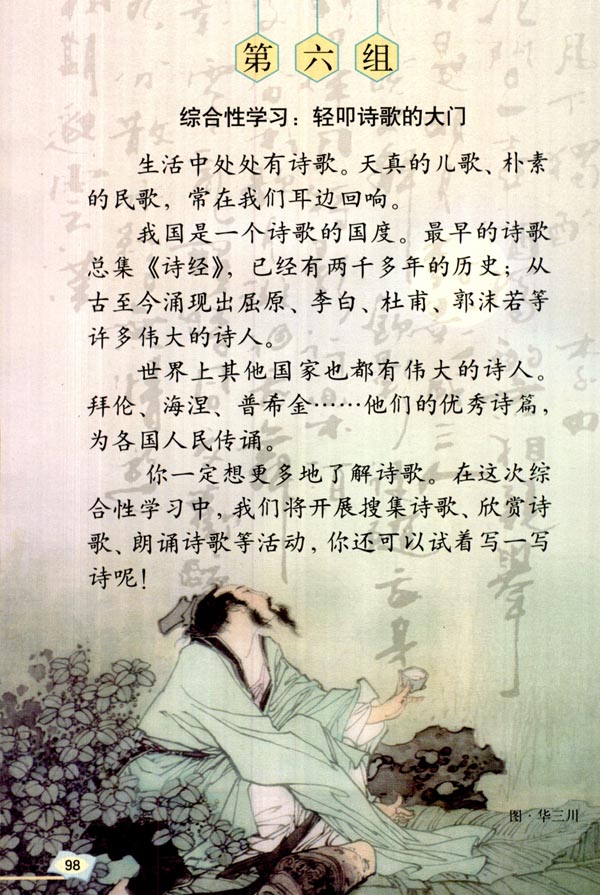 第六组
综合性学习：轻叩诗歌的大门
生活中处处有诗歌。天真的儿歌、朴素
的民歌，常在我们耳边回响。
我国是一个诗歌的国度。最早的诗歌
总集《诗经》，已经有两千多年的历史；从
古至今涌现出屈原、李白、杜甫、郭沫若等
许多伟大的诗人。
世界上其他国家也都有伟大的诗人。
拜伦、海涅、普希金……他们的优秀诗篇，
为各国人民传诵。
你一定想更多地了解诗歌。在这次综
合性学习中，我们将开展搜集诗歌、欣赏诗
歌、朗诵诗歌等活动，你还可以试着写一写
诗呢！
图·华三川
98